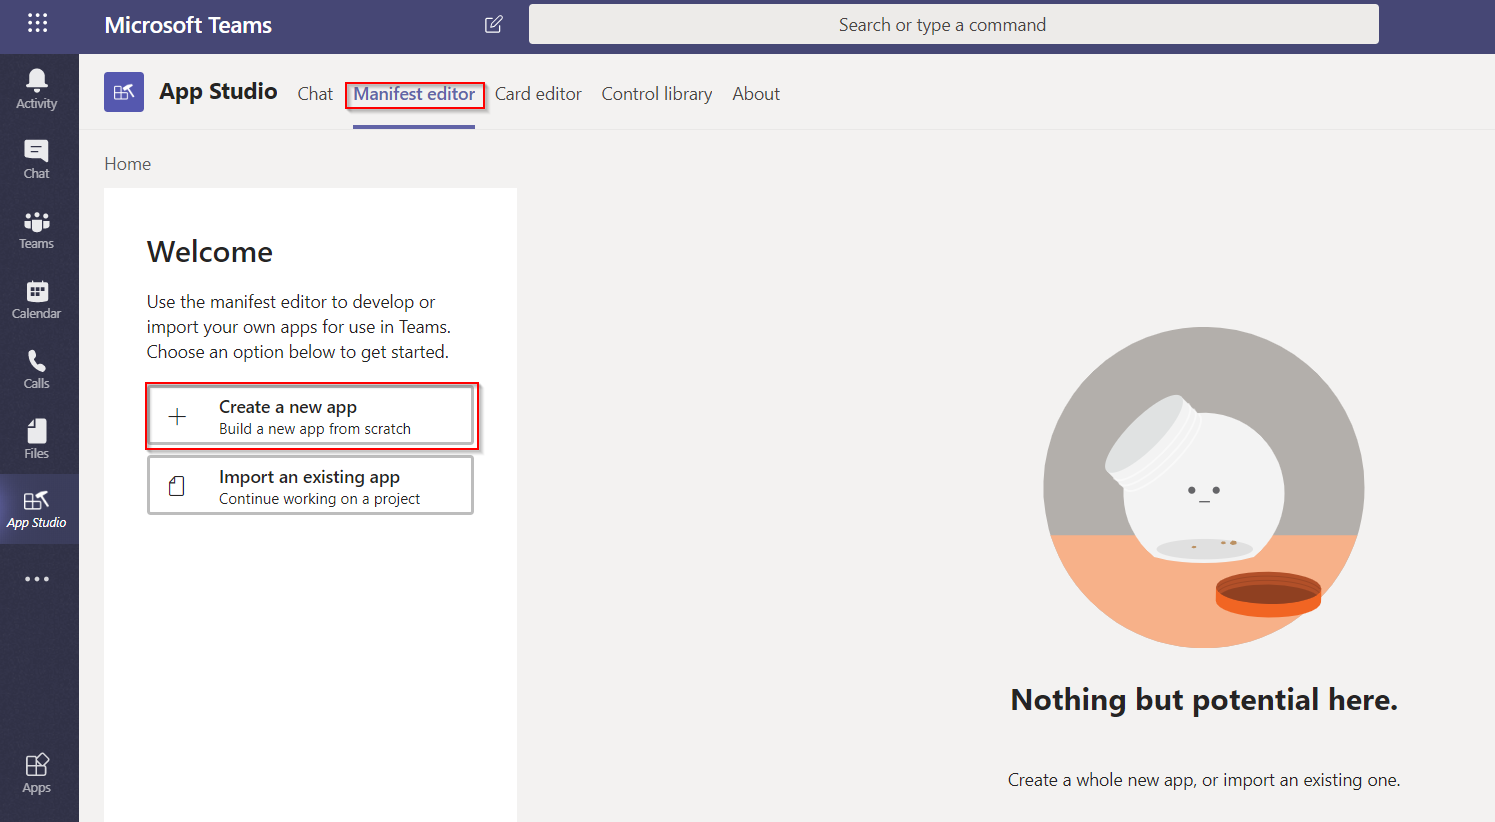 Microsoft Teams
Search or type a command
Activity
Chat
Teams
Calendar
Calls
Files
App Studio
Apps
App Studio
Chat
Manifest editor
Card editor
Control library
About
Home
Welcome
Use the manifest editor to develop or
import your own apps for use in Teams.
Choose an option below to get started.
Create a new app
Build a new app from scratch
Import an existing app
Continue working on a project
Nothing but potential here.
Create a whole new app, or import an existing one.